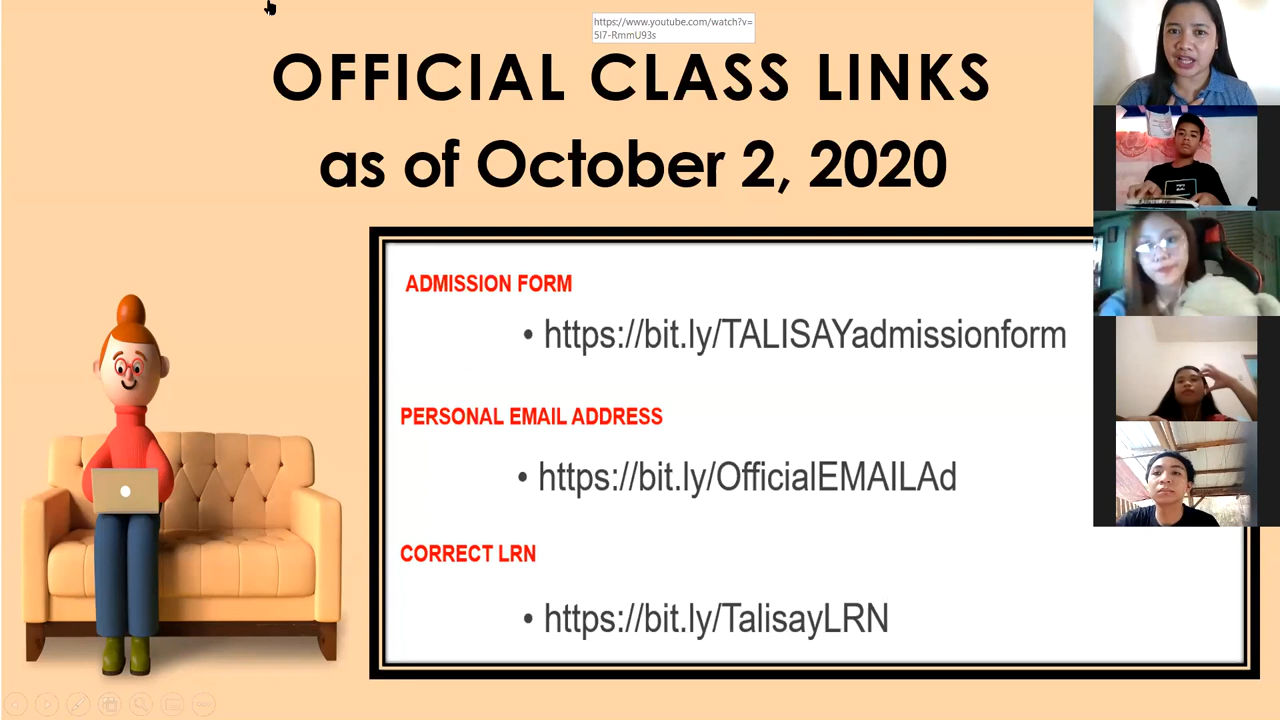 https://www.youtube.com/watch?v=
5I7-RmmU93s
OFFICIAL CLASS LINKS
as of October 2, 2020
ADMISSION FORM
• https://bit.ly/TALISAYadmissionform
PERSONAL EMAIL ADDRESS
• https://bit.ly/OfficialEMAILAd
CORRECT LRN
• https://bit.ly/TalisayLRN